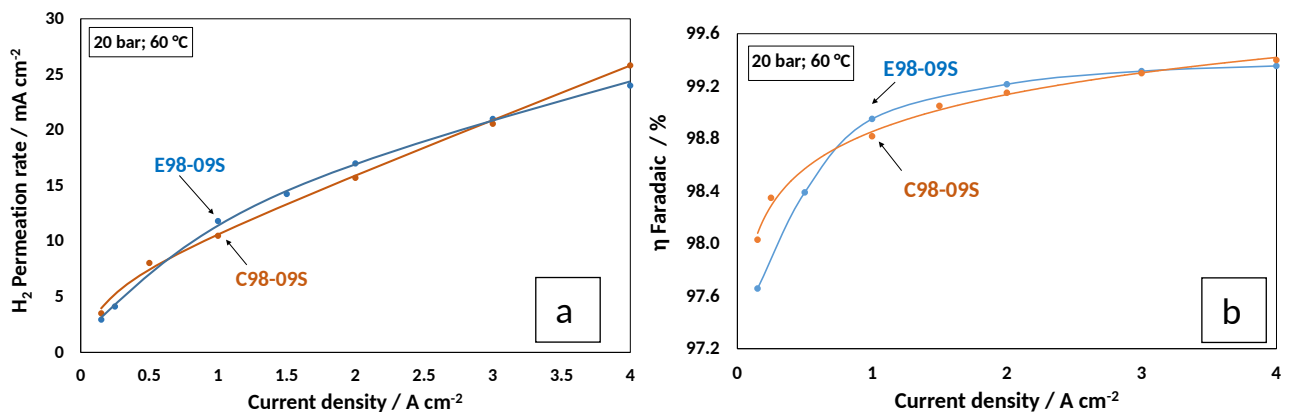 30
25
20
15
10
5
0
H2 Permeation rate / mA cm-2
20 bar; 60 °C
E98-09S
C98-09S
a
0 0.5 1 1.5 2 2.5 3 3.5 4
Current density / A cm-2
99.6
99.2
98.8
98.4
98.0
97.6
97.2
η Faradaic / %
20 bar; 60 °C
E98-09S
C98-09S
b
0 1 2 3 4
Current density / A cm-2